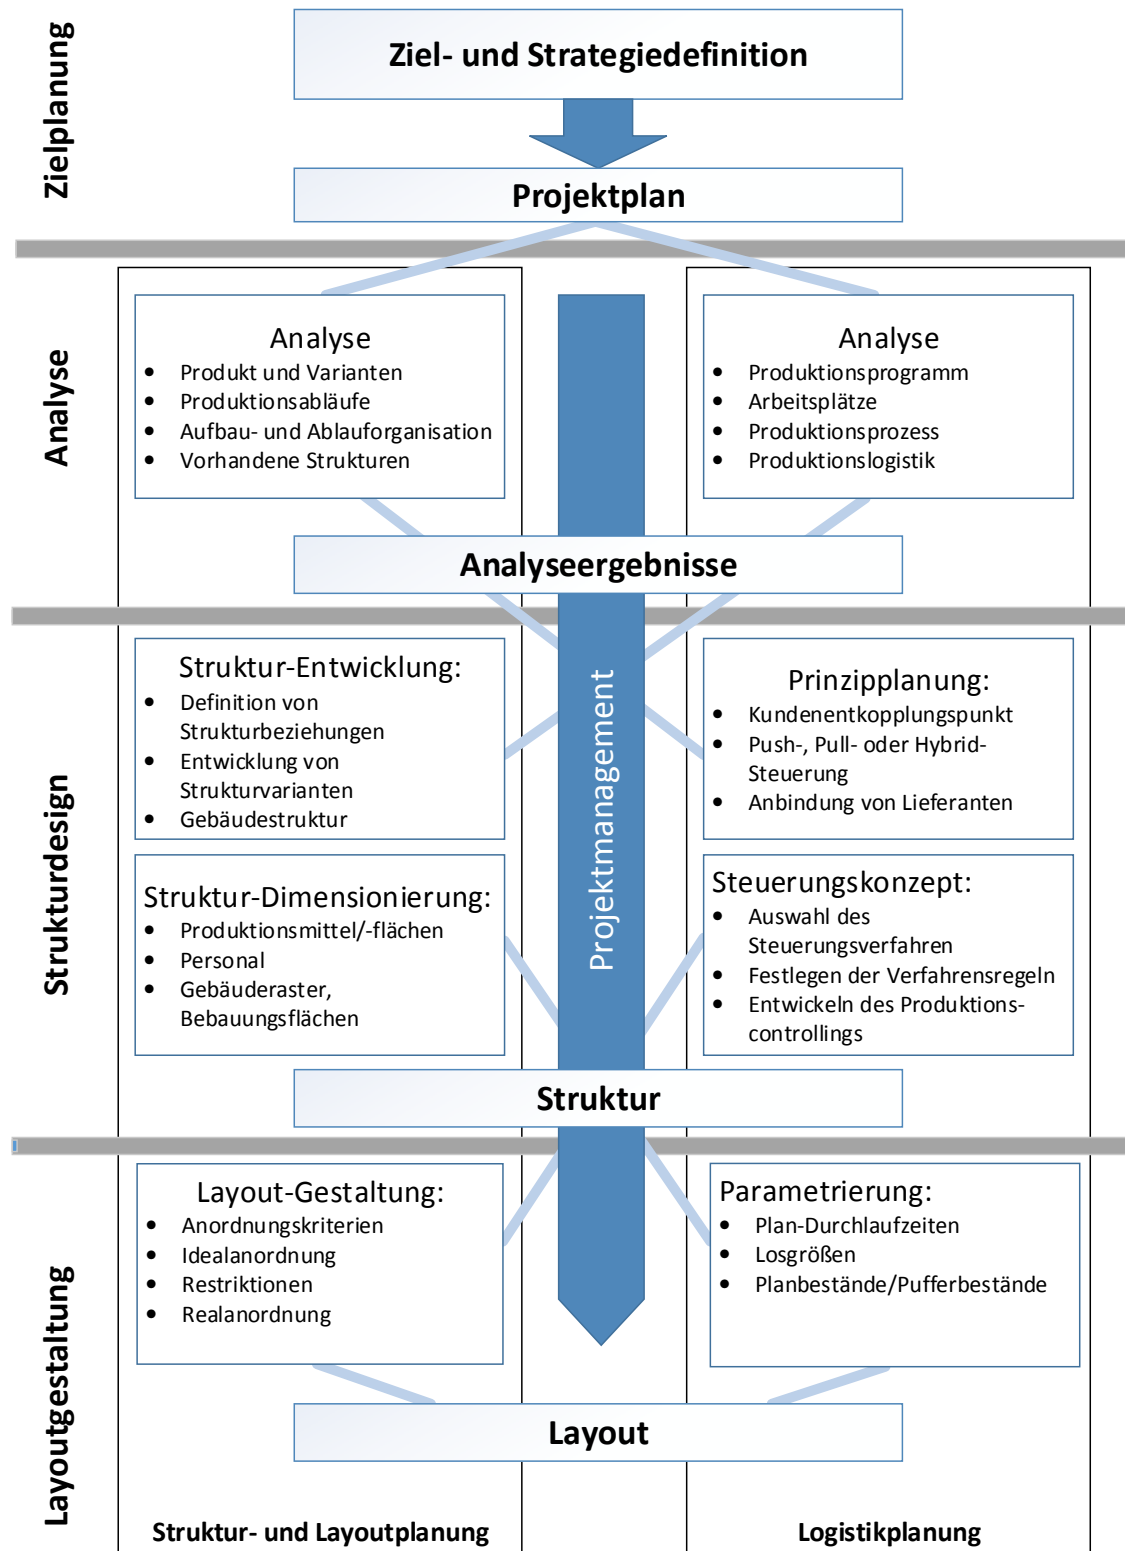 Zielplanung
Ziel- und Strategiedefinition
Projektplan
Analyse
Analyse
• Produkt und Varianten
• Produktionsabläufe
• Aufbau- und Ablauforganisation
• Vorhandene Strukturen
Analyse
• Produktionsprogramm
• Arbeitsplätze
• Produktionsprozess
• Produktionslogistik
Analyseergebnisse
Projektmanagement
Strukturdesign
Struktur-Entwicklung:
• Definition von
Strukturbeziehungen
• Entwicklung von
Strukturvarianten
• Gebäudestruktur
Prinzipplanung:
• Kundenentkopplungspunkt
• Push-, Pull- oder Hybrid-
Steuerung
• Anbindung von Lieferanten
Struktur-Dimensionierung:
• Produktionsmittel/-flächen
• Personal
• Gebäuderaster,
Bebauungsflächen
Steuerungskonzept:
• Auswahl des
Steuerungsverfahren
• Festlegen der Verfahrensregeln
• Entwickeln des Produktions-
controllings
Struktur
Layoutgestaltung
Layout-Gestaltung:
• Anordnungskriterien
• Idealanordnung
• Restriktionen
• Realanordnung
Parametrierung:
• Plan-Durchlaufzeiten
• Losgrößen
• Planbestände/Pufferbestände
Layout
Struktur- und Layoutplanung
Logistikplanung